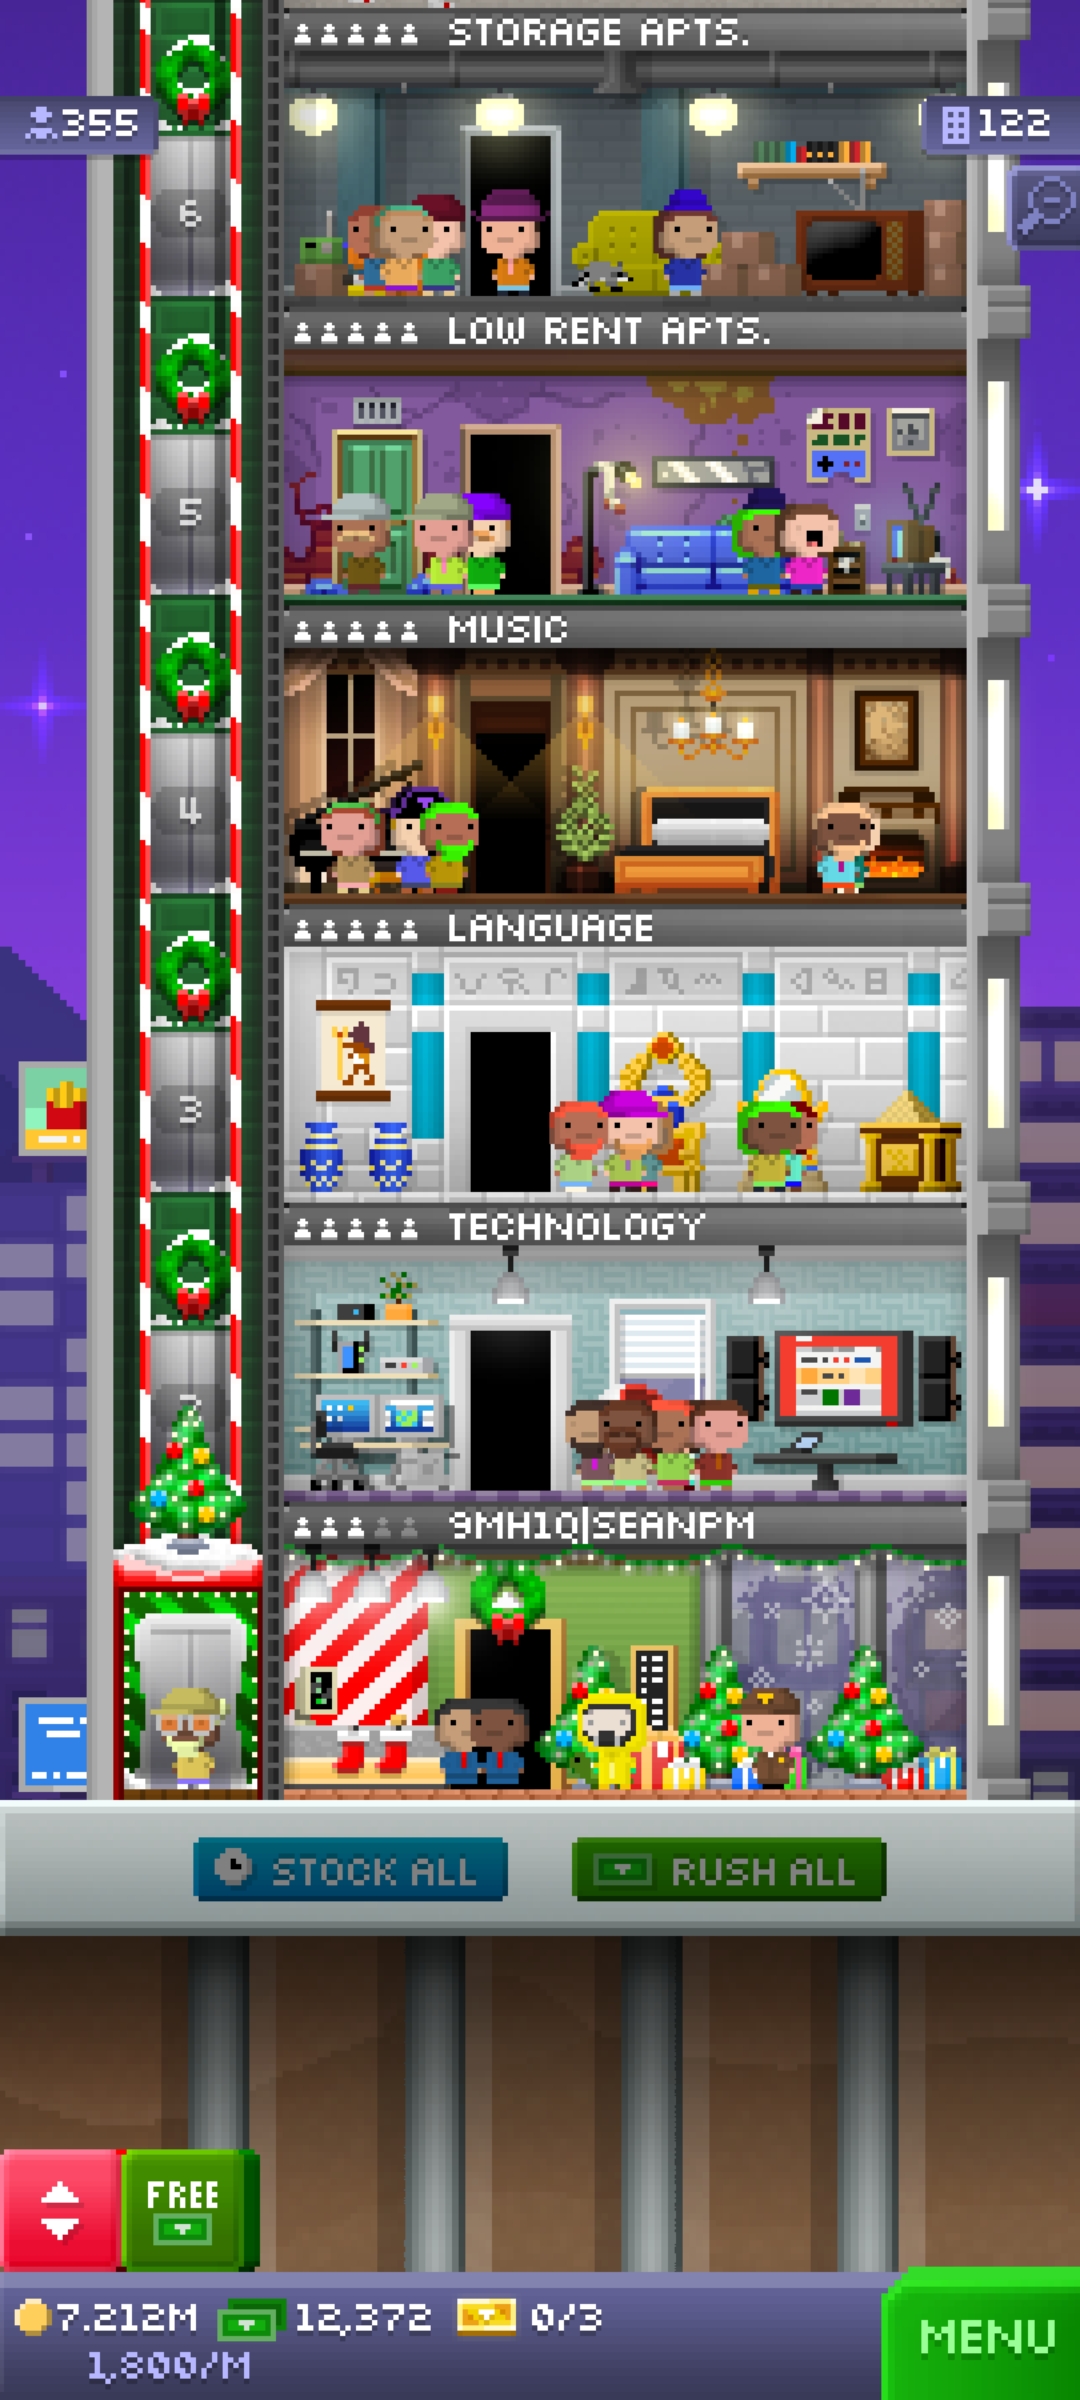 STORAGE APTS.
355
122
6
LOW RENT APTS.
5
MUSIC
4
LANGUAGE
3
TECHNOLOGY
9MH1Q|SEANPM
STOCK ALL
RUSH ALL
FREE
7.212M
12,372
0/3
1,800/M
MENU